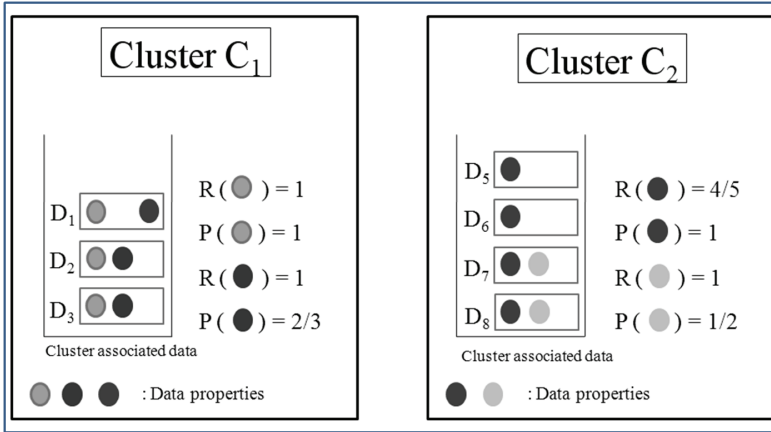 Cluster C₁
D₁
D₂
D₃
R ( ) = 1
P ( ) = 1
R ( ) = 1
P ( ) = 2/3
Cluster associated data
: Data properties
Cluster C₂
D₅
D₆
D₇
D₈
R ( ) = 4/5
P ( ) = 1
R ( ) = 1
P ( ) = 1/2
Cluster associated data
: Data properties